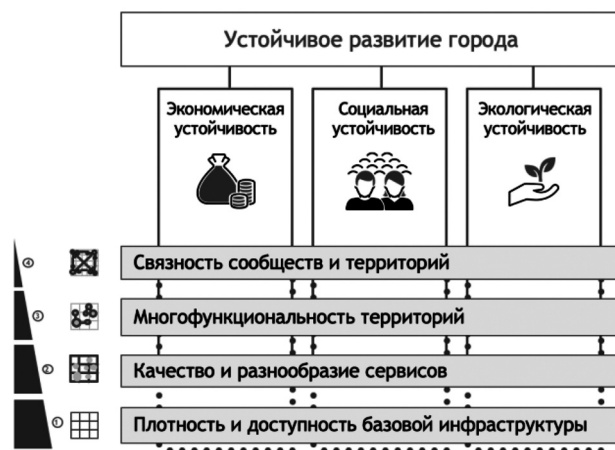 Устойчивое развитие города
Экономическая
устойчивость
Социальная
устойчивость
Экологическая
устойчивость
4
Связность сообществ и территорий
3
Многофункциональность территорий
2
Качество и разнообразие сервисов
1
Плотность и доступность базовой инфраструктуры